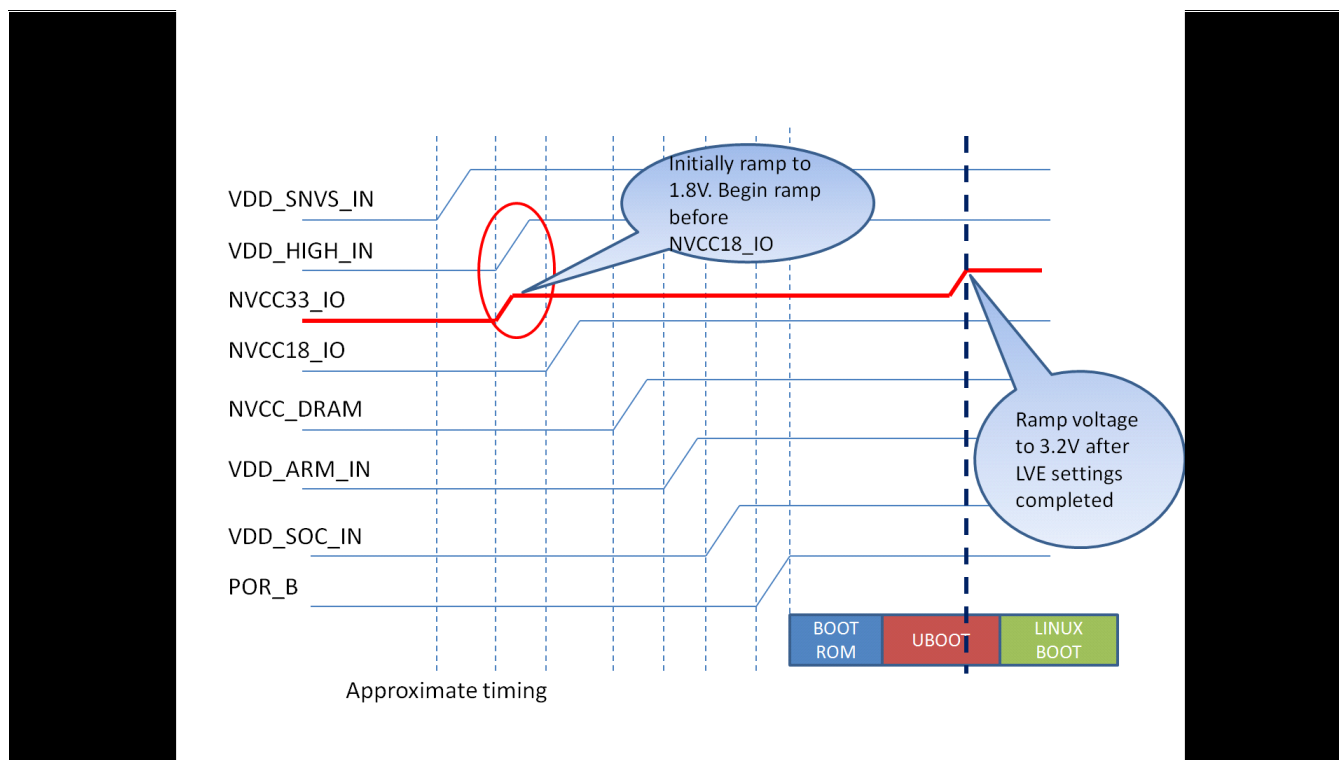 Initially ramp to
1.8V. Begin ramp
before
NVCC18_IO
VDD_SNVS_IN
VDD_HIGH_IN
NVCC33_IO
NVCC18_IO
NVCC_DRAM
VDD_ARM_IN
VDD_SOC_IN
POR_B
Ramp voltage
to 3.2V after
LVE settings
completed
BOOT
ROM
UBOOT
LINUX
BOOT
Approximate timing